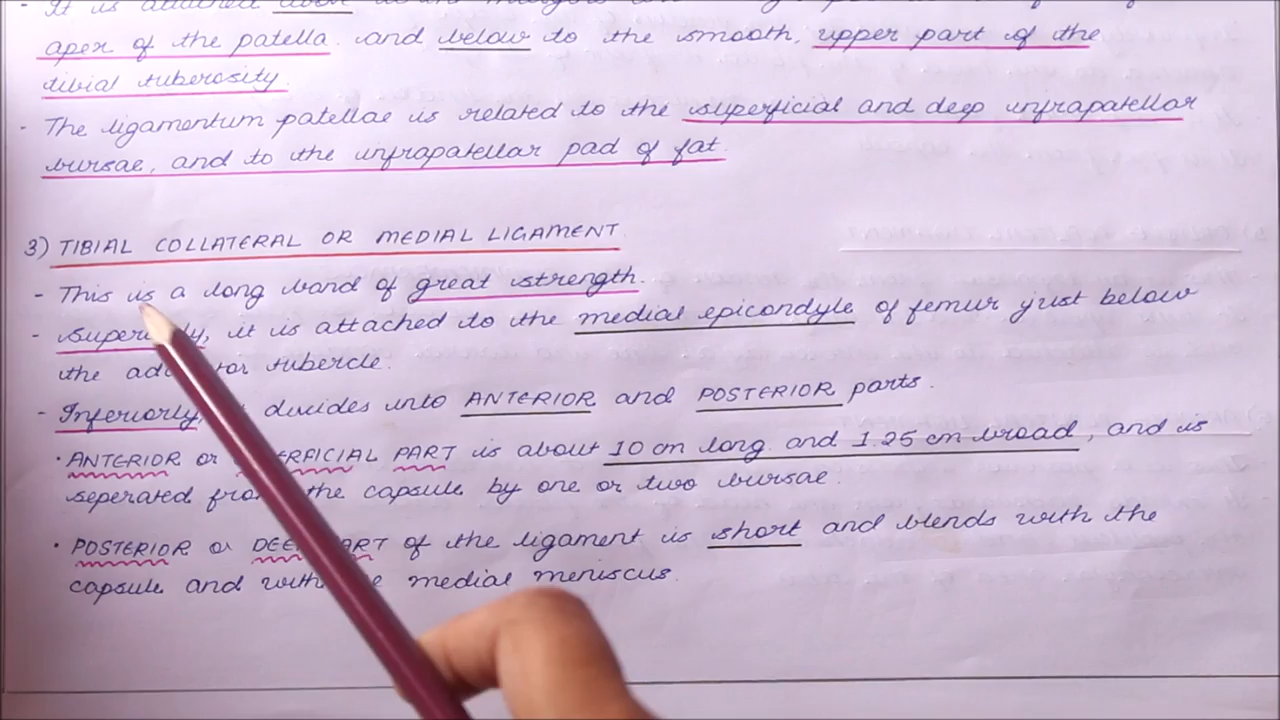 - It is attached above
apex of the patella and below to the smooth, upper part of the
tibial tuberosity.
- The ligamentum patellae is related to the superficial and deep infrapatellar
bursae, and to the infrapatellar pad of fat.
3) TIBIAL COLLATERAL OR MEDIAL LIGAMENT.
- This is a long band of great strength.
- it is attached to the medial epicondyle of femur just below
the tubercle.
- Inferiorly, divides into ANTERIOR and POSTERIOR parts.
· ANTERIOR or PART is about 10 cm long and 1.25 cm broad, and is
seperated the capsule by one or two bursae.
· POSTERIOR or of the ligament is short and blends with the
capsule and with medial meniscus.